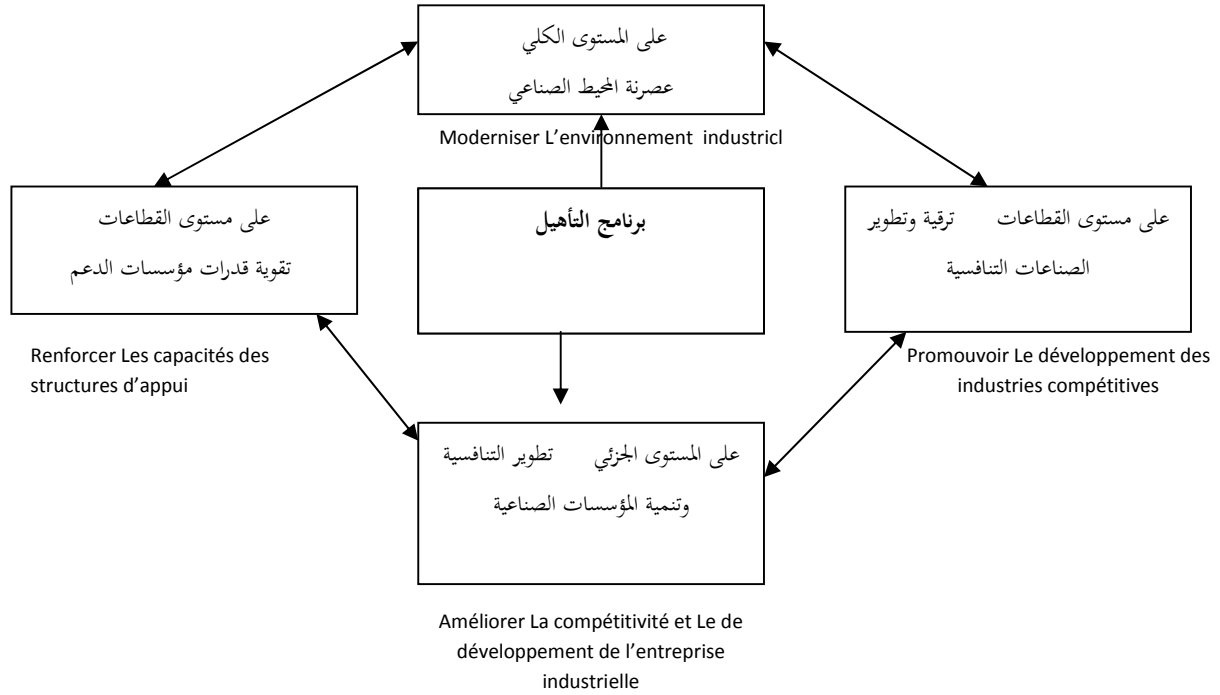 على المستوى الكلي
عصرنة المحيط الصناعي
Moderniser L’environnement industricl
على مستوى القطاعات
تقوية قدرات مؤسسات الدعم
برنامج التأهيل
على مستوى القطاعات ترقية وتطوير
الصناعات التنافسية
Renforcer Les capacités des
structures d’appui
Promouvoir Le développement des
industries compétitives
على المستوى الجزئي تطوير التنافسية
وتنمية المؤسسات الصناعية
Améliorer La compétitivité et Le de
développement de l’entreprise
industrielle